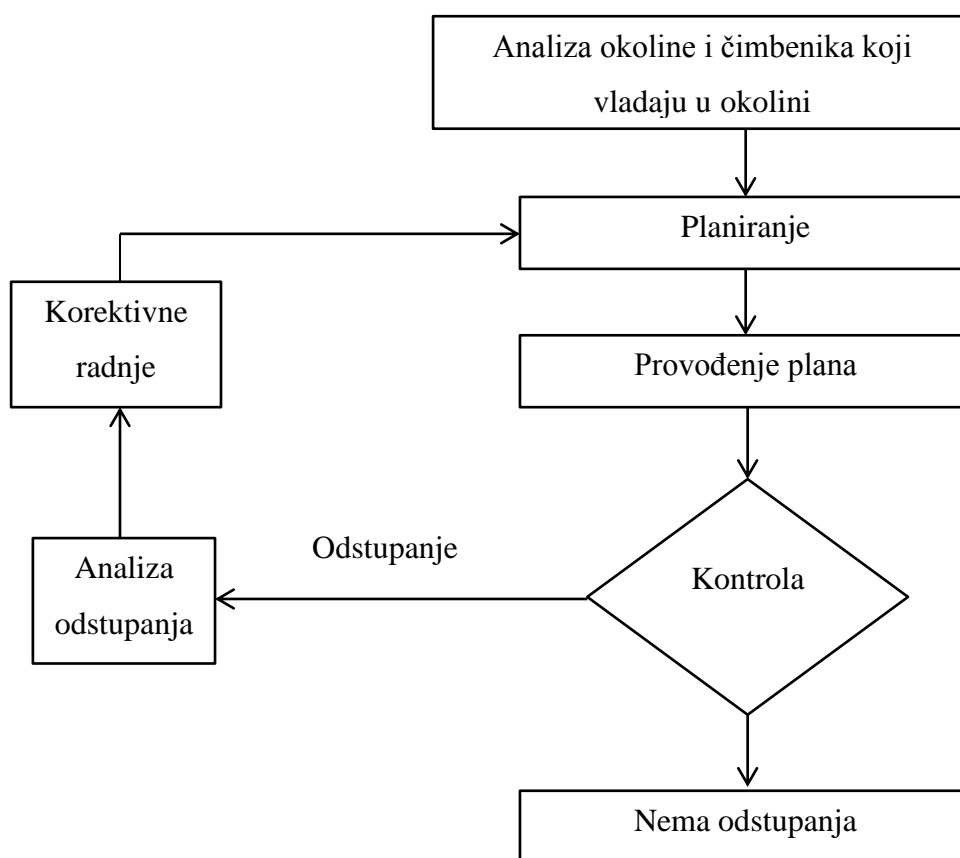 Analiza okoline i čimbenika koji
vladaju u okolini
Planiranje
Korektivne
radnje
Provođenje plana
Odstupanje
Analiza
odstupanja
Kontrola
Nema odstupanja